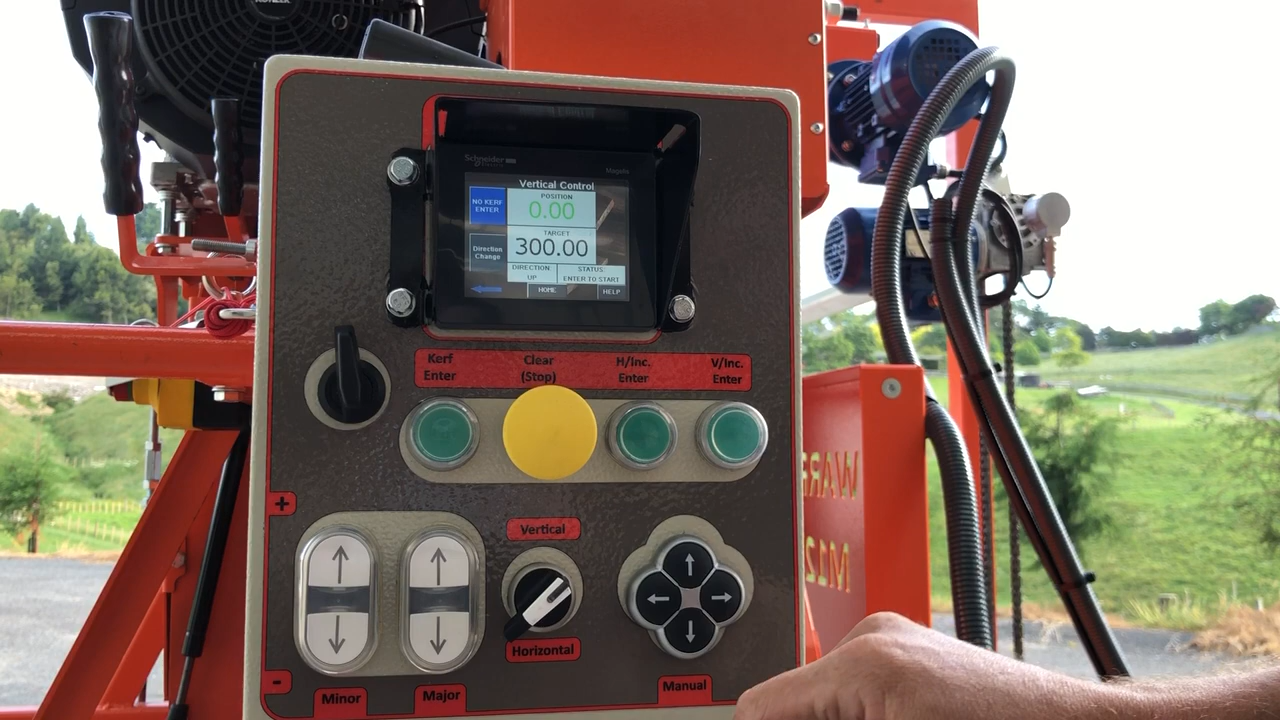 Schneider
Magelis
Vertical Control
NO KERF
ENTER
POSITION
0.00
Direction
Change
TARGET
300.00
DIRECTION:
UP
STATUS:
ENTER TO START
HOME
HELP
Kerf
Enter
Clear
(Stop)
H/Inc.
Enter
V/Inc.
Enter
+
Vertical
Horizontal
-
Minor
Major
Manual
M12